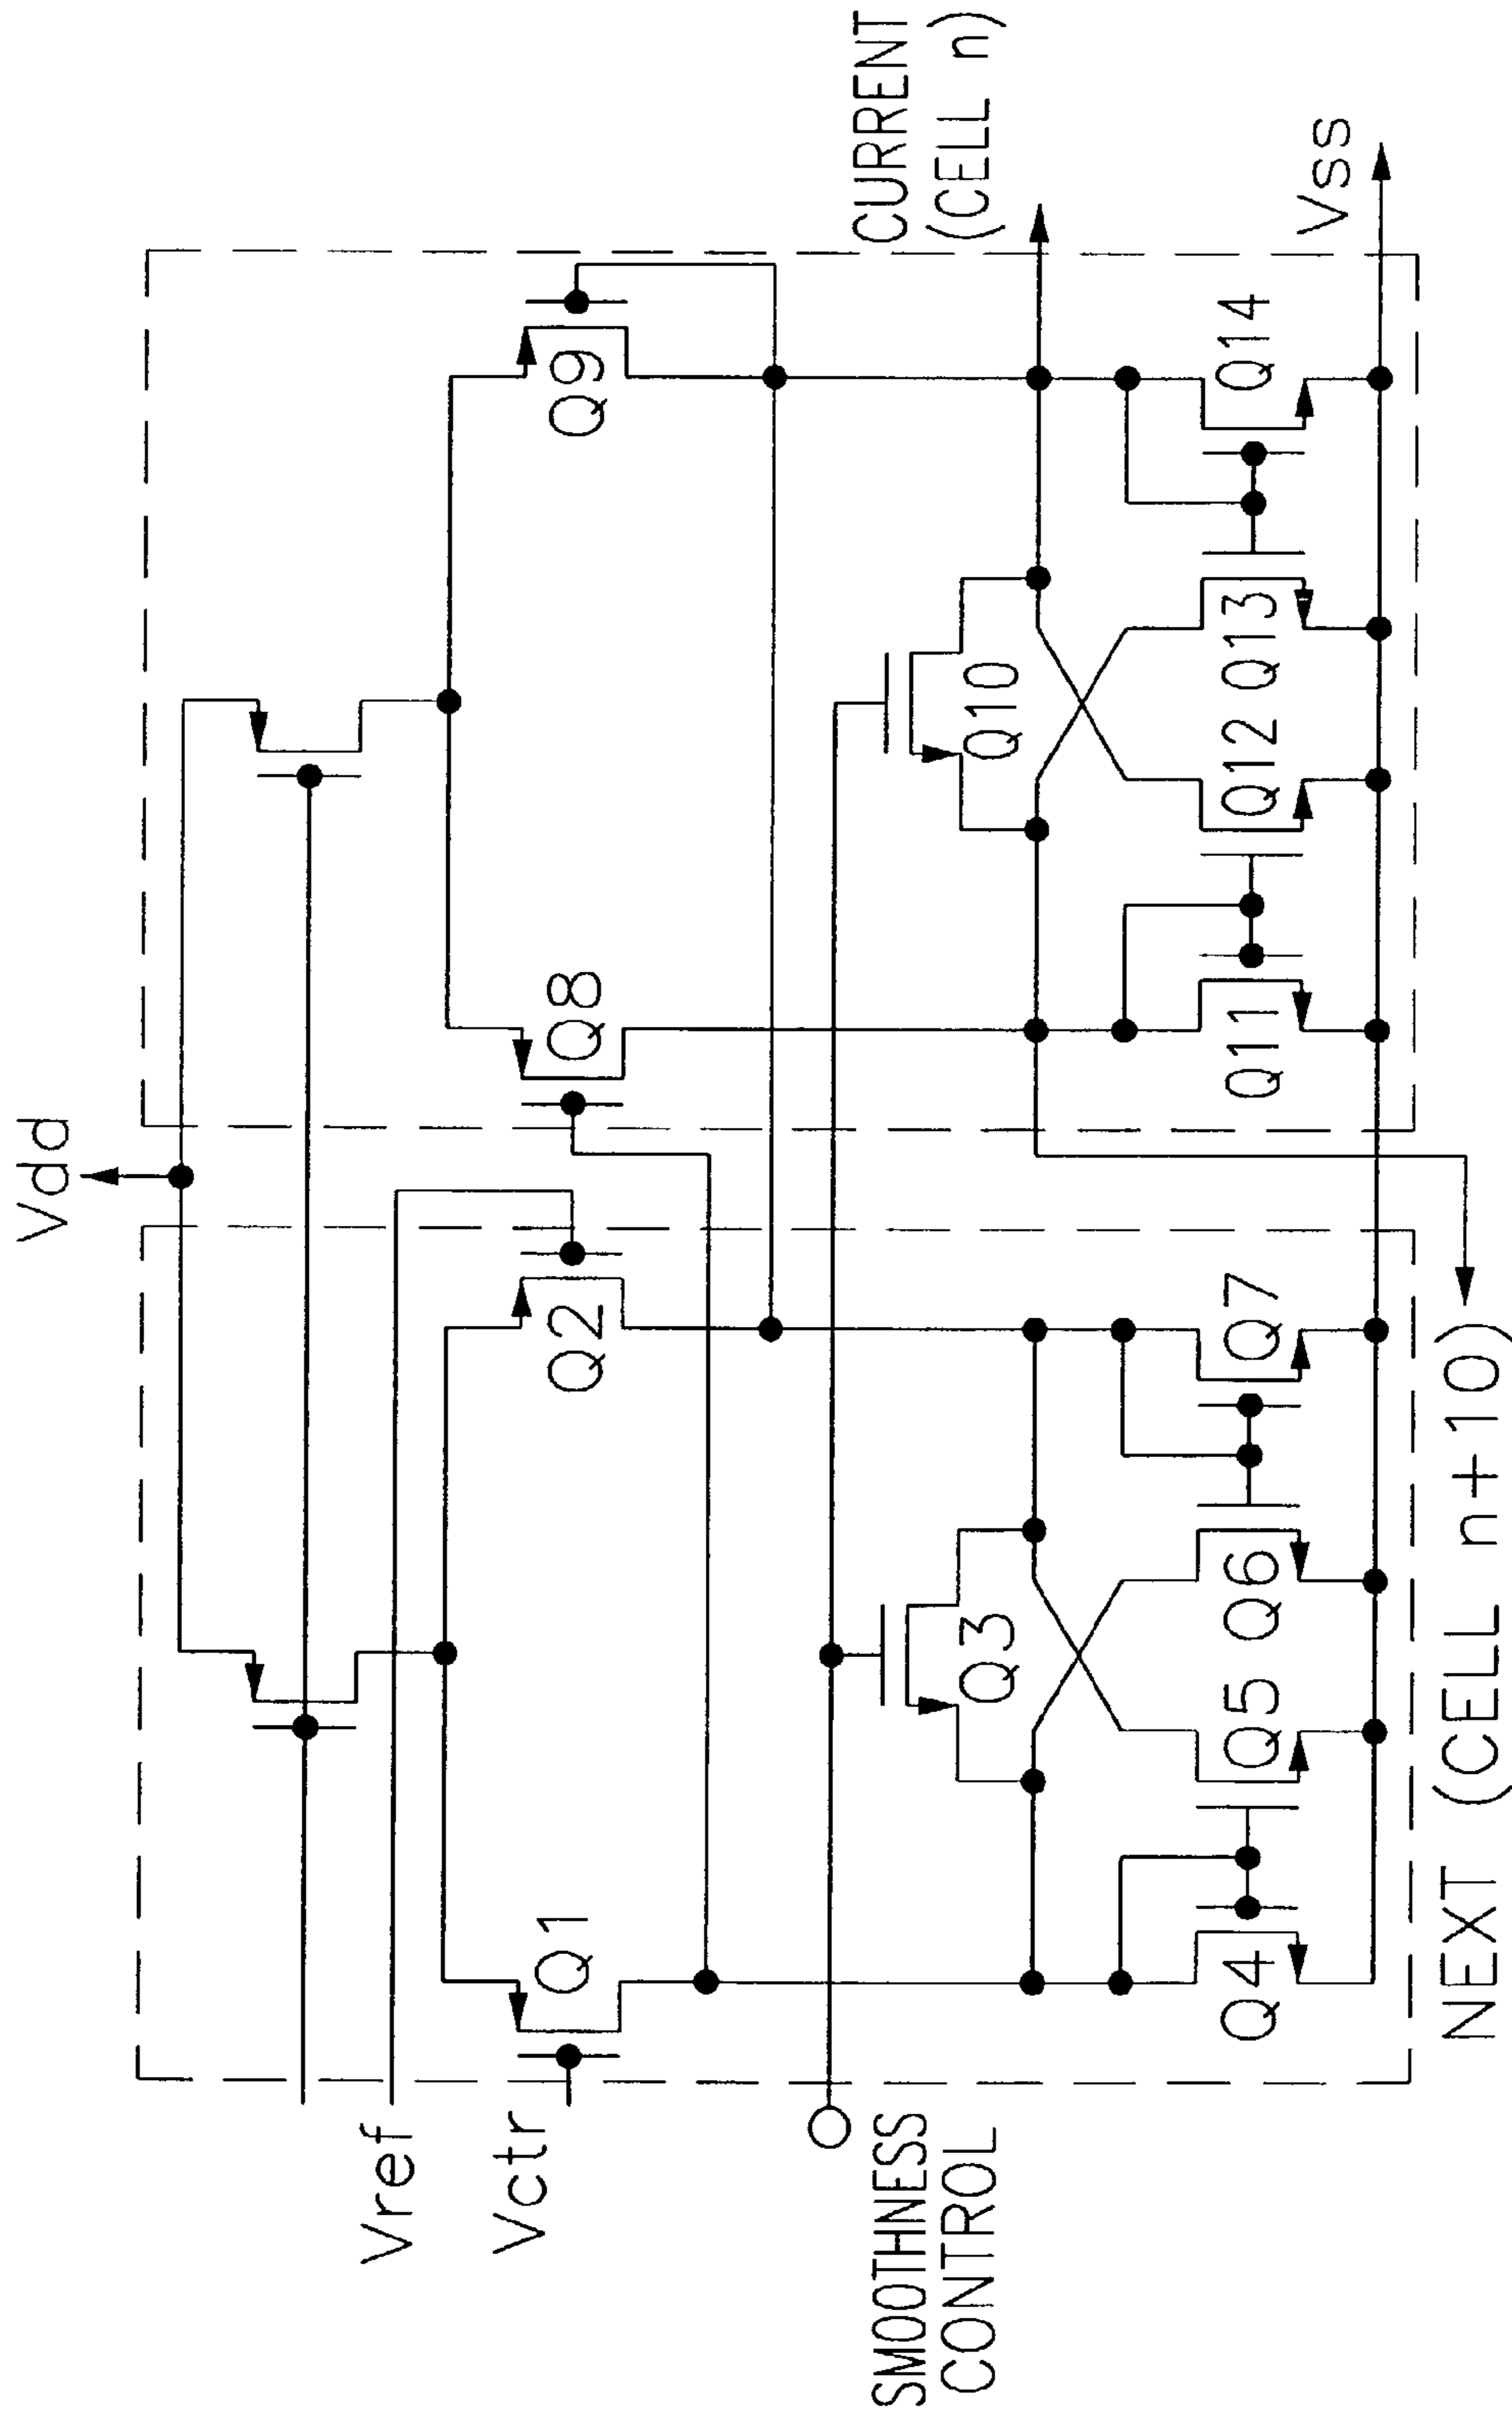 Vdd
Vref
Vctr
Q1
Q2
Q8
Q9
SMOOTHNESS
CONTROL
CURRENT
(CELL n)
Q3
Q10
Q4
Q5
Q6
Q7
Q11
Q12
Q13
Q14
Vss
NEXT (CELL n+10)